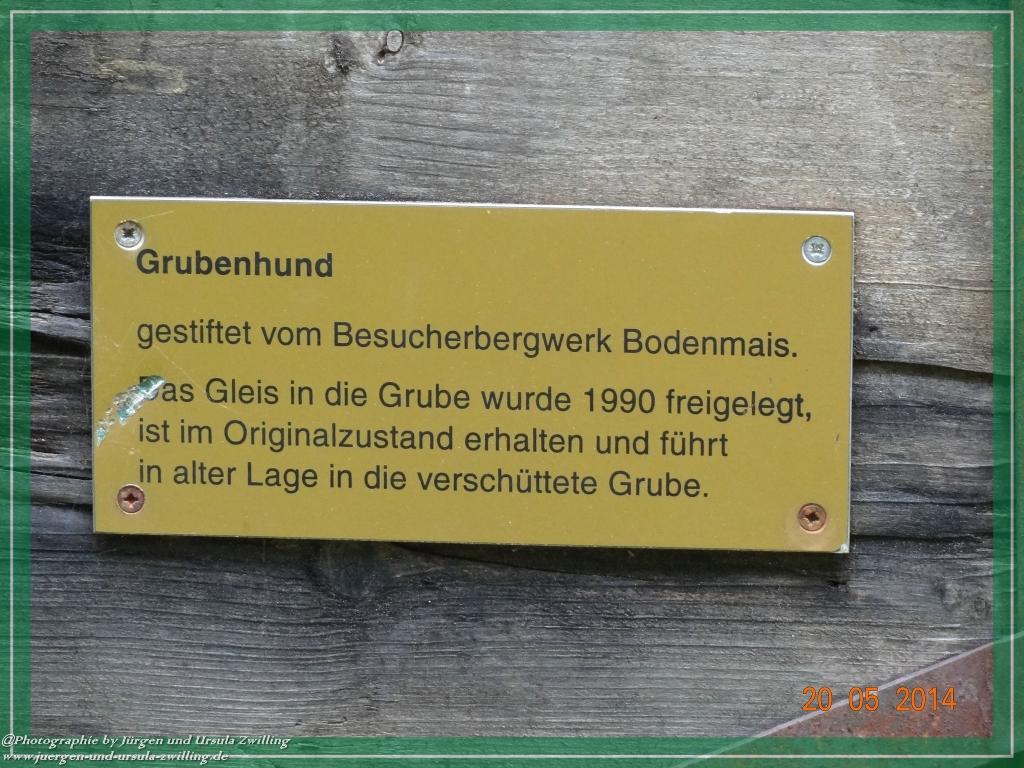 Grubenhund
gestiftet vom Besucherbergwerk Bodenmais.
Das Gleis in die Grube wurde 1990 freigelegt,
ist im Originalzustand erhalten und führt
in alter Lage in die verschüttete Grube.
20 05 2014
@Photographie by Jürgen und Ursula Zwilling
www.juergen-und-ursula-zwilling.de